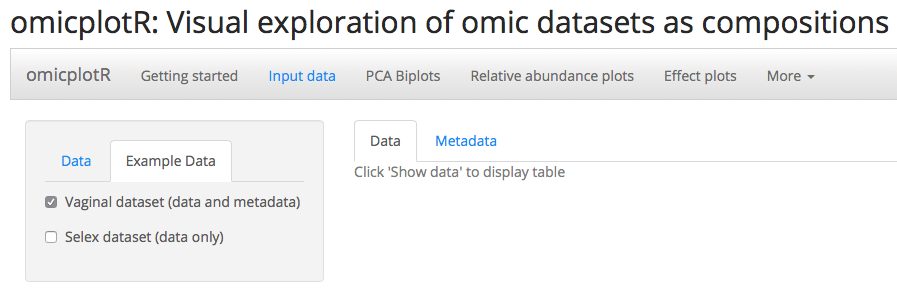 omicplotR: Visual exploration of omic datasets as compositions
omicplotR Getting started Input data PCA Biplots Relative abundance plots Effect plots More
Data Example Data
Vaginal dataset (data and metadata)
Selex dataset (data only)
Data Metadata
Click 'Show data' to display table